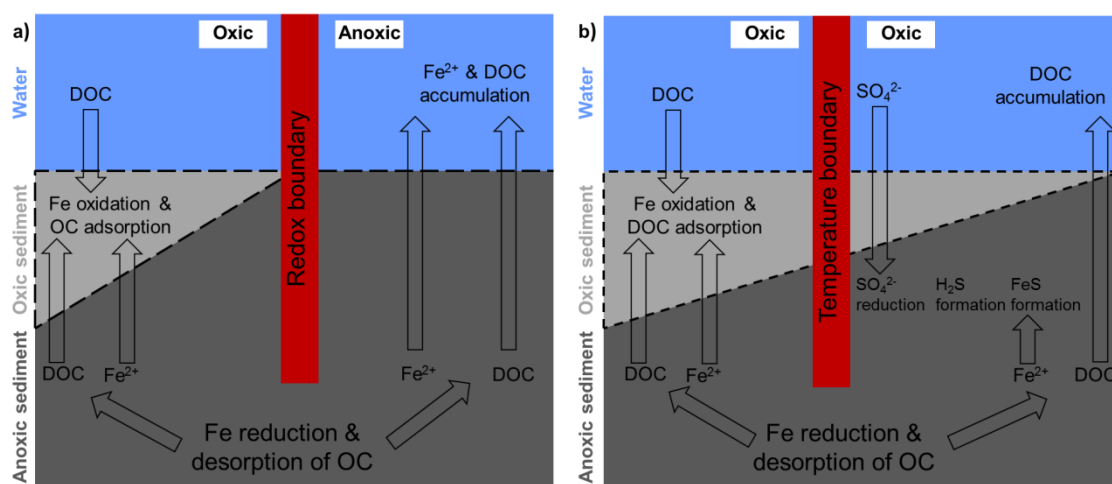 a)
Oxic
Anoxic
Water
DOC
Fe²⁺ & DOC
accumulation
Redox boundary
Oxic sediment
Fe oxidation &
OC adsorption
Anoxic sediment
DOC
Fe²⁺
Fe²⁺
DOC
Fe reduction &
desorption of OC
b)
Oxic
Oxic
Water
DOC
SO₄²⁻
DOC
accumulation
Temperature boundary
Oxic sediment
Fe oxidation &
DOC adsorption
SO₄²⁻
reduction
H₂S
formation
FeS
formation
Anoxic sediment
DOC
Fe²⁺
Fe²⁺
DOC
Fe reduction &
desorption of OC